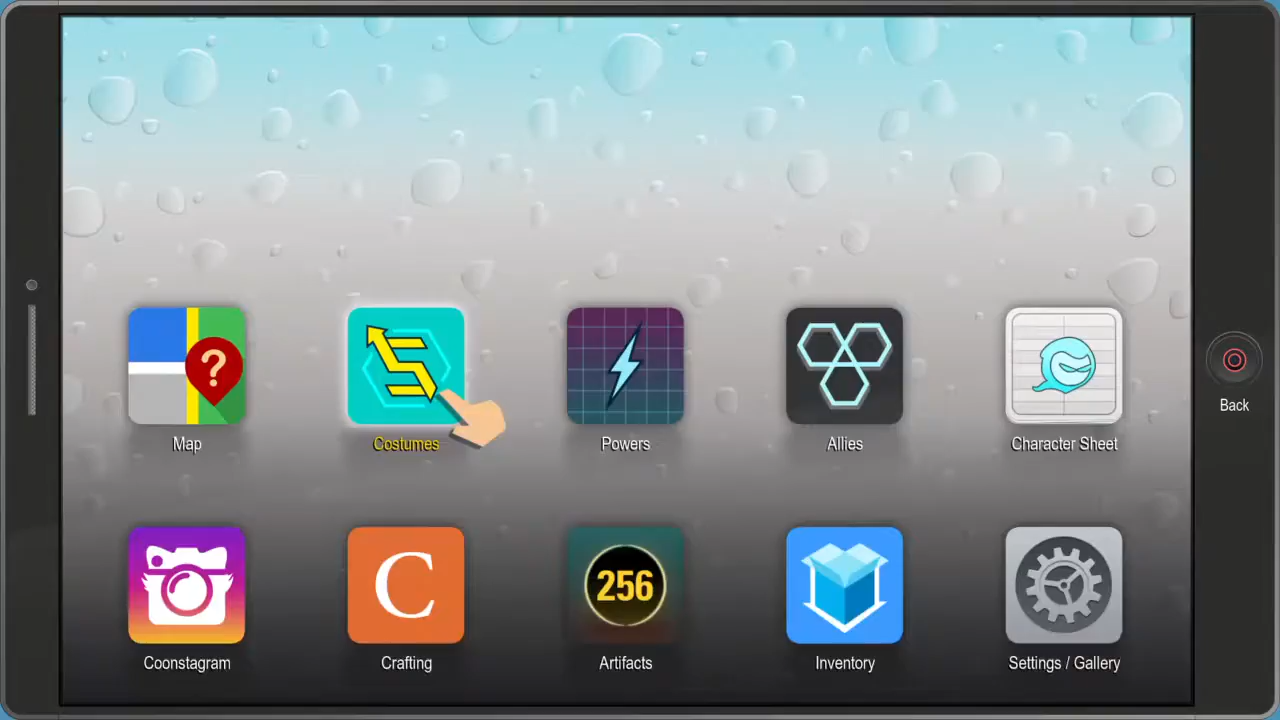 ?
Map
Costumes
Powers
Allies
Character Sheet
Back
C
256
Coonstagram
Crafting
Artifacts
Inventory
Settings / Gallery